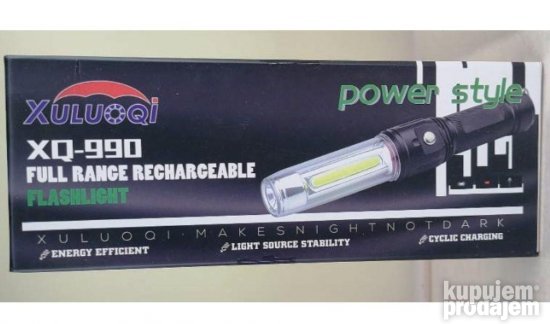 XULUOQI
power style
XQ-990
FULL RANGE RECHARGEABLE
FLASHLIGHT
XULUOQI·MAKESNIGHTNOTDARK
ENERGY EFFICIENT
LIGHT SOURCE STABILITY
CYCLIC CHARGING
kupujem
prodajem